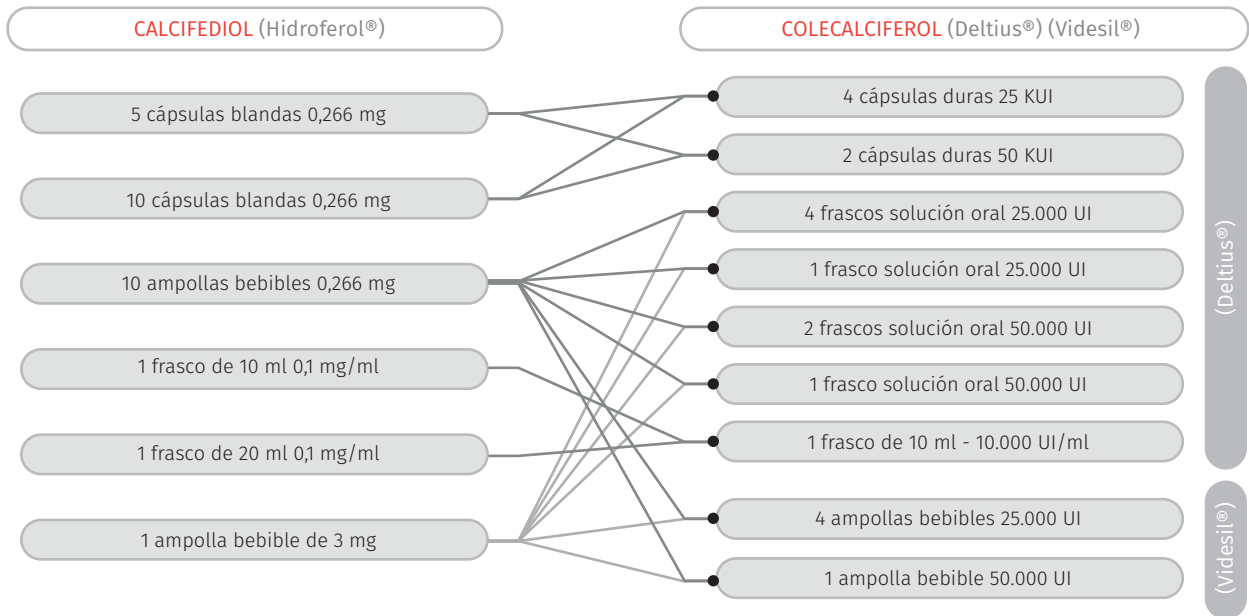 CALCIFEDIOL (Hidroferol®)
5 cápsulas blandas 0,266 mg
10 cápsulas blandas 0,266 mg
10 ampollas bebibles 0,266 mg
1 frasco de 10 ml 0,1 mg/ml
1 frasco de 20 ml 0,1 mg/ml
1 ampolla bebible de 3 mg
COLECALCIFEROL (Deltius®) (Videsil®)
4 cápsulas duras 25 KUI
2 cápsulas duras 50 KUI
4 frascos solución oral 25.000 UI
1 frasco solución oral 25.000 UI
2 frascos solución oral 50.000 UI
1 frasco solución oral 50.000 UI
1 frasco de 10 ml - 10.000 UI/ml
4 ampollas bebibles 25.000 UI
1 ampolla bebible 50.000 UI
(Deltius®)
(Videsil®)